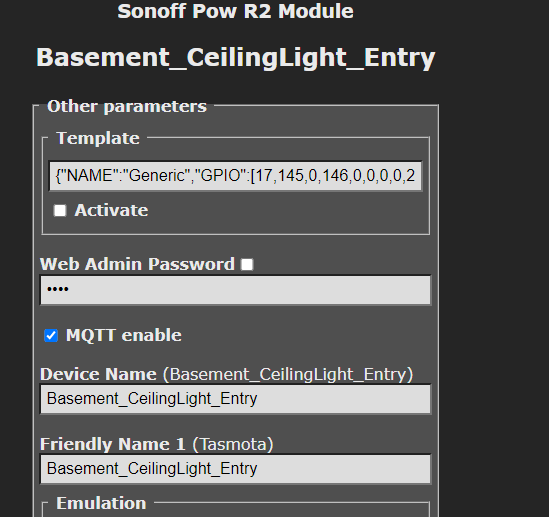 Sonoff Pow R2 Module
Basement_CeilingLight_Entry
Other parameters
Template
{"NAME":"Generic","GPIO":[17,145,0,146,0,0,0,0,2
Activate
Web Admin Password
••••
MQTT enable
Device Name (Basement_CeilingLight_Entry)
Basement_CeilingLight_Entry
Friendly Name 1 (Tasmota)
Basement_CeilingLight_Entry
Emulation